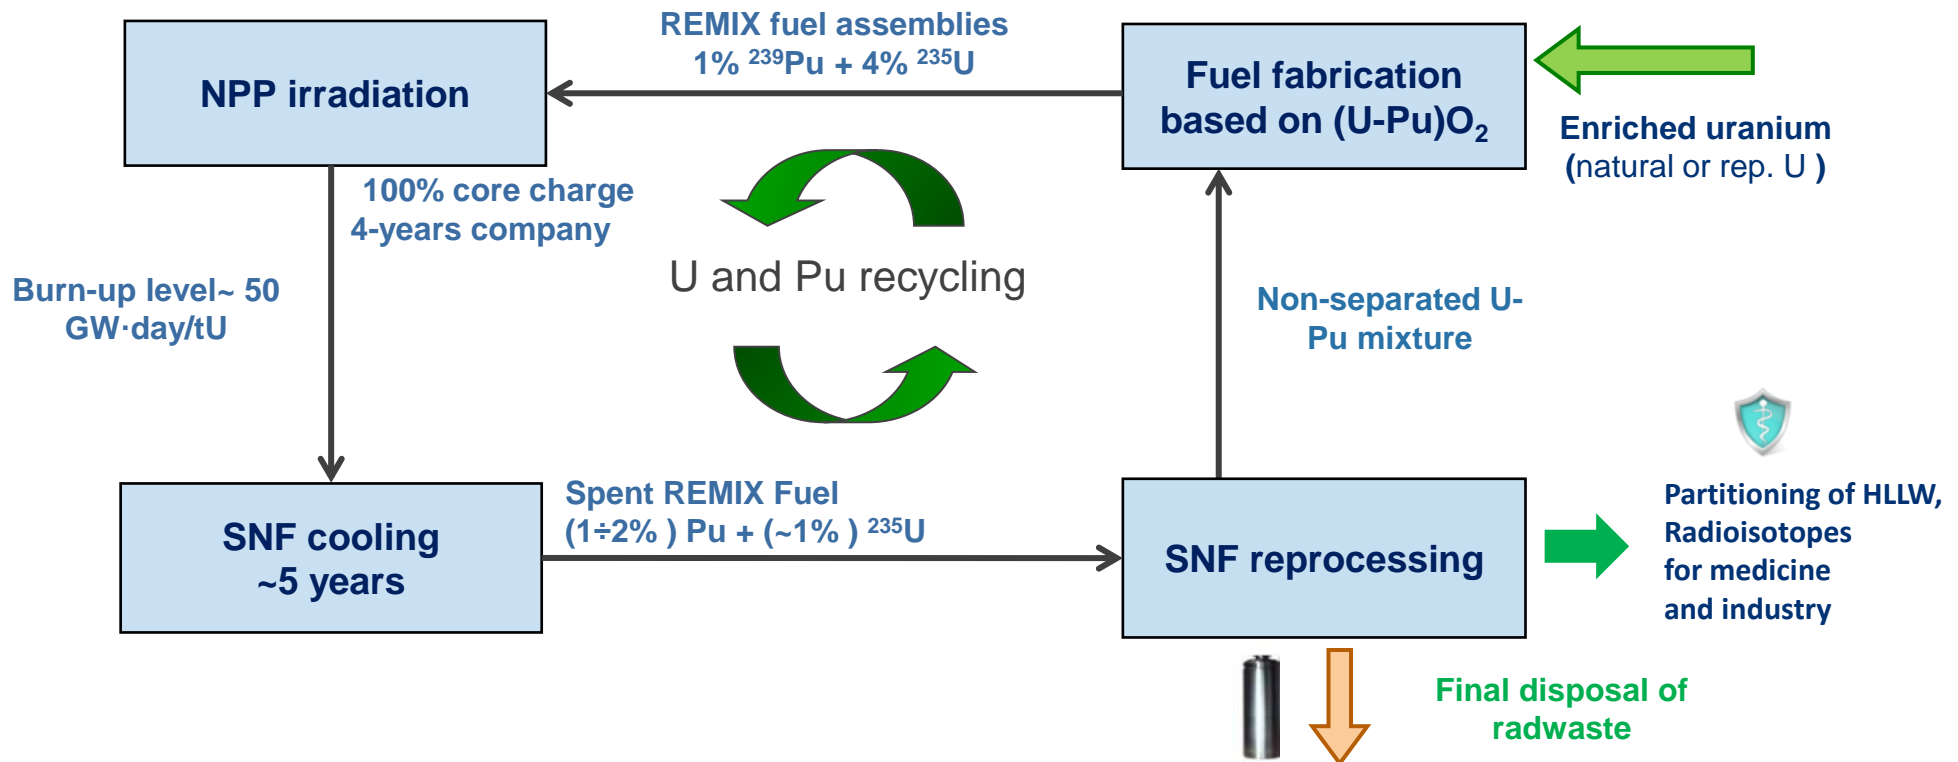 REMIX fuel assemblies
1% ²³⁹Pu + 4% ²³⁵U
NPP irradiation
Fuel fabrication
based on (U-Pu)O₂
Enriched uranium
(natural or rep. U )
100% core charge
4-years company
Burn-up level~ 50
GW·day/tU
U and Pu recycling
Non-separated U-
Pu mixture
SNF cooling
~5 years
Spent REMIX Fuel
(1÷2% ) Pu + (~1% ) ²³⁵U
SNF reprocessing
Partitioning of HLLW,
Radioisotopes
for medicine
and industry
Final disposal of
radwaste